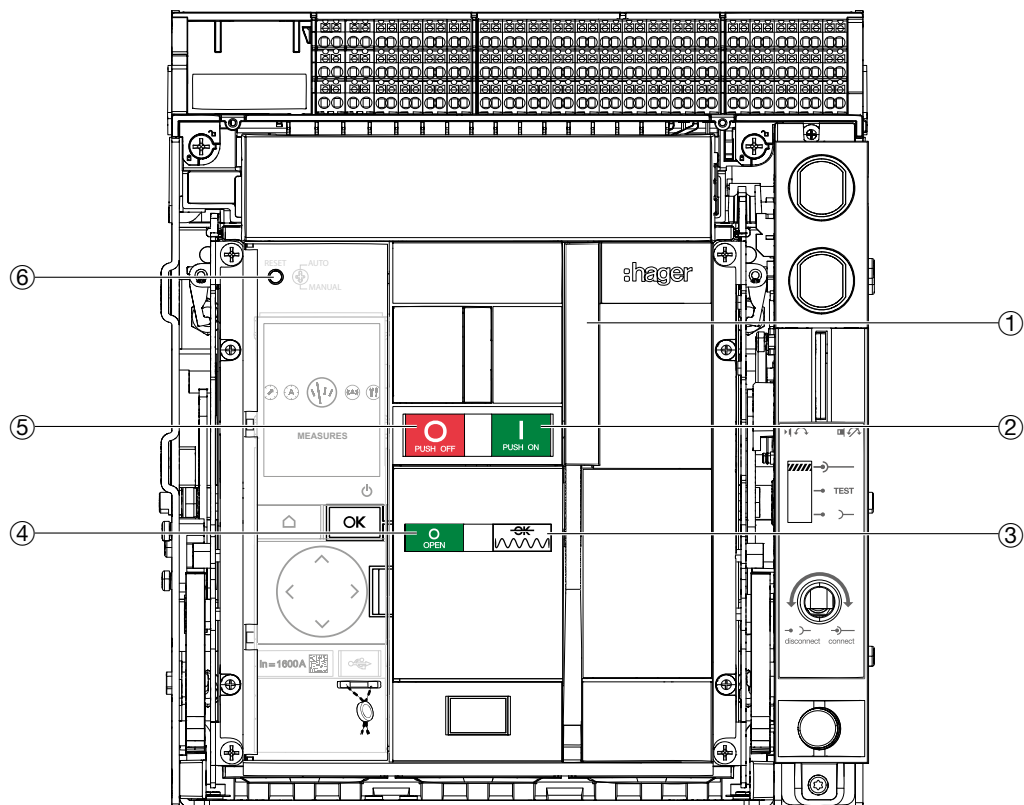 RESET
AUTO
MANUAL
:hager
①
⑥
⑤
O
PUSH OFF
I
PUSH ON
②
MEASURES
TEST
OK
④
O
OPEN
OK
③
disconnect
connect
In = 1600A